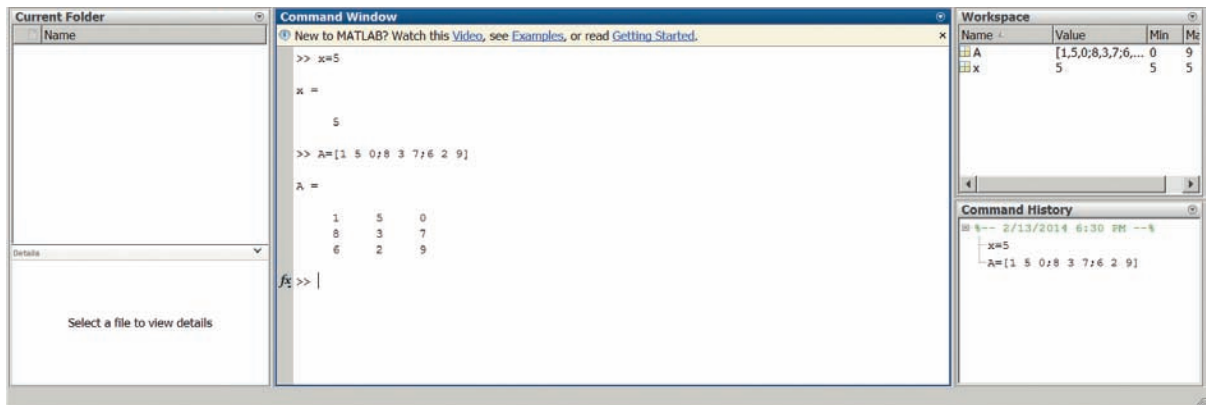 Current Folder
Name
Details
Select a file to view details
Command Window
New to MATLAB? Watch this Video, see Examples, or read Getting Started.
>> x=5
x =
5
>> A=[1 5 0;8 3 7;6 2 9]
A =
1 5 0
8 3 7
6 2 9
fx >>
Workspace
Name Value Min Ma
A [1,5,0;8,3,7;6,... 0 9
x 5 5 5
Command History
%-- 2/13/2014 6:30 PM --%
x=5
A=[1 5 0;8 3 7;6 2 9]